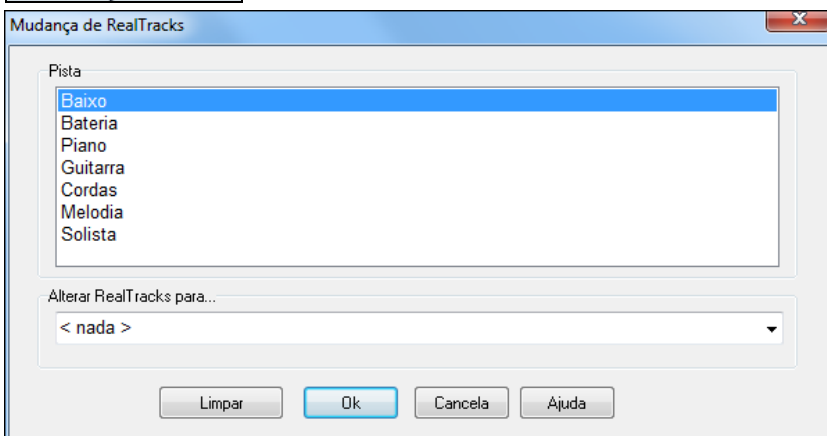 Mudança de RealTracks
Pista
Baixo
Bateria
Piano
Guitarra
Cordas
Melodia
Solista
Alterar RealTracks para...
< nada >
Limpar Ok Cancela Ajuda